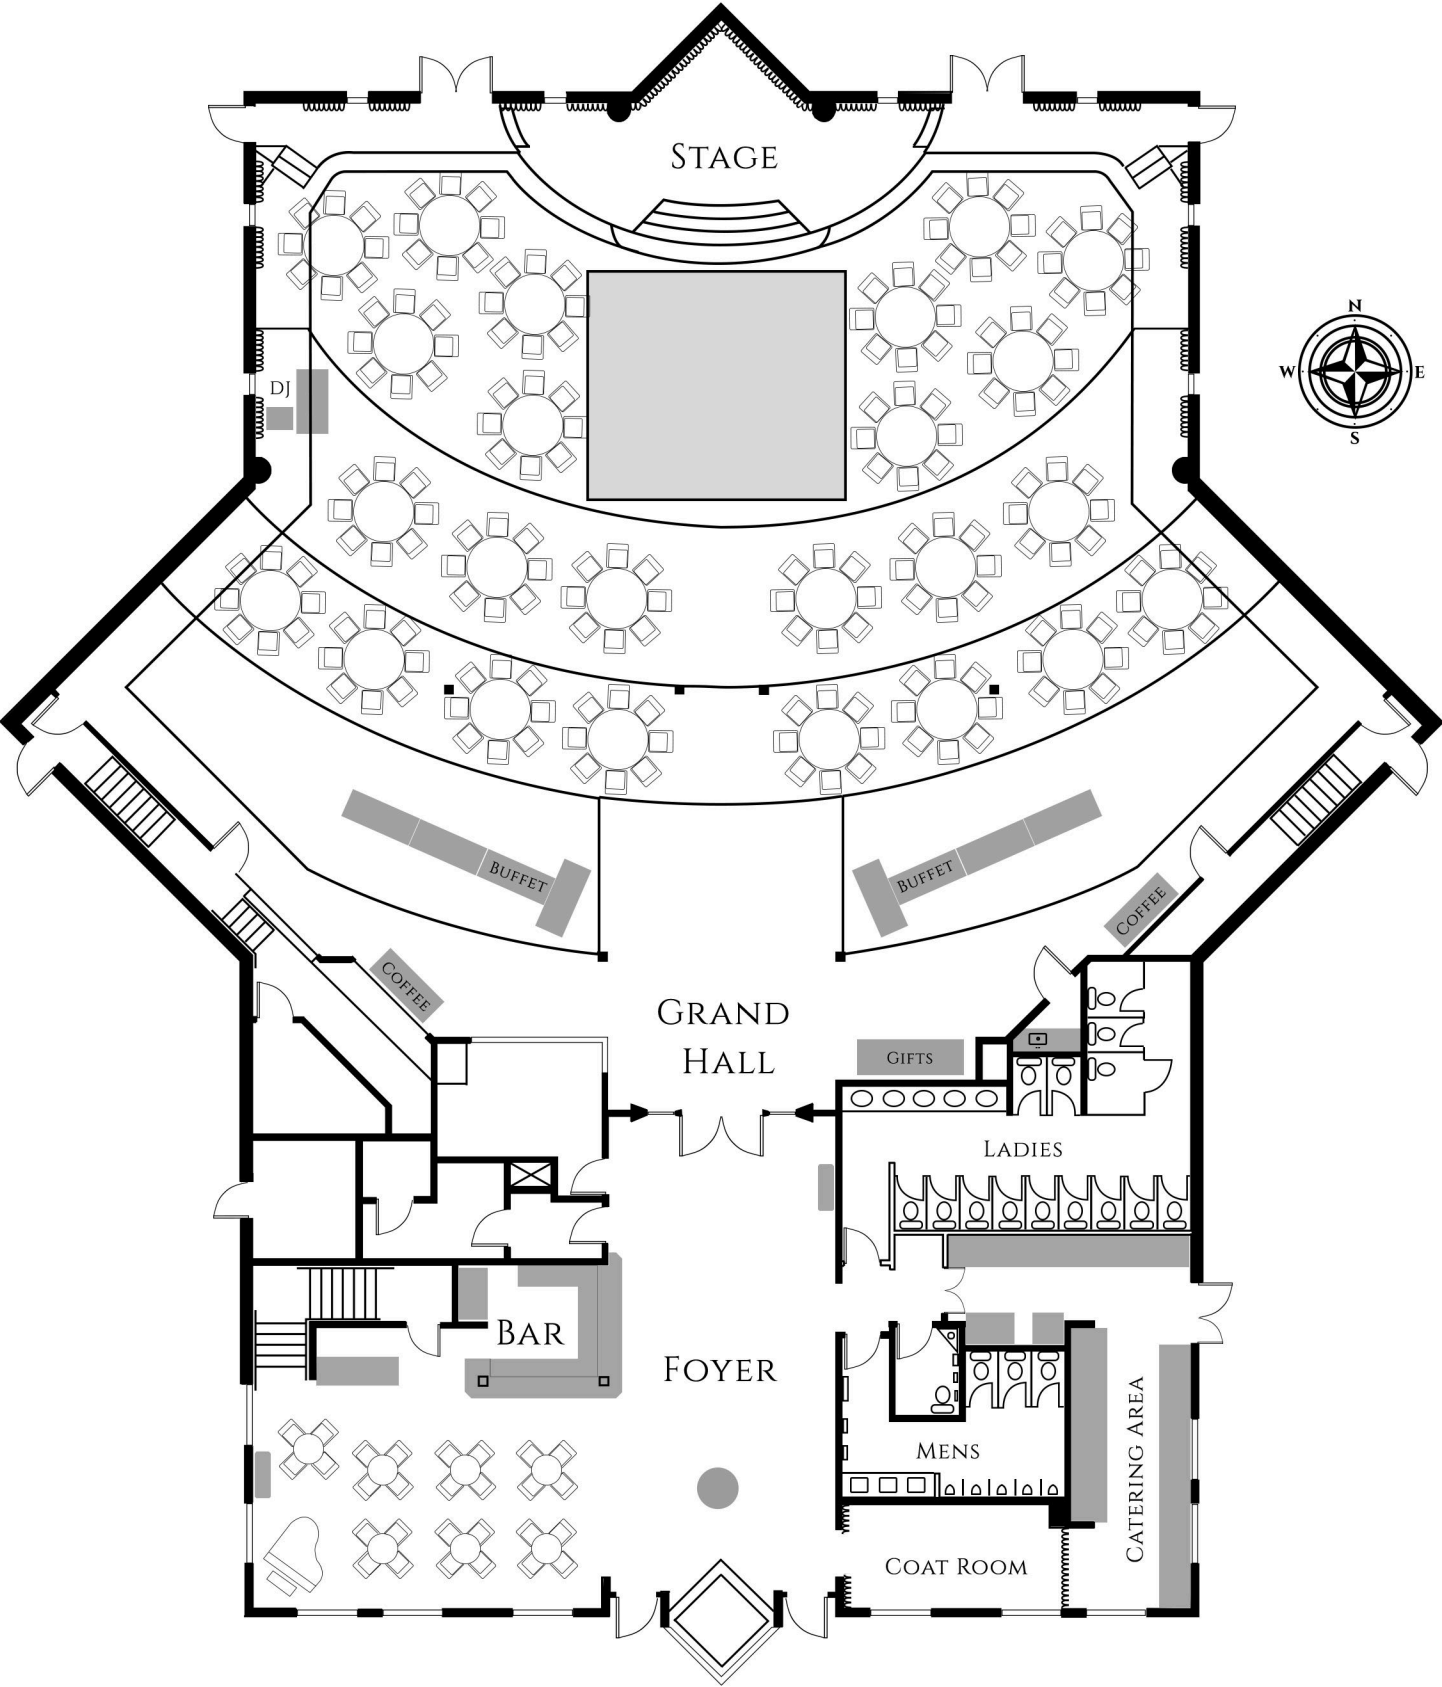 STAGE
N
W
E
S
DJ
BUFFET
BUFFET
COFFEE
COFFEE
GRAND
HALL
GIFTS
LADIES
BAR
FOYER
MENS
CATERING AREA
COAT ROOM